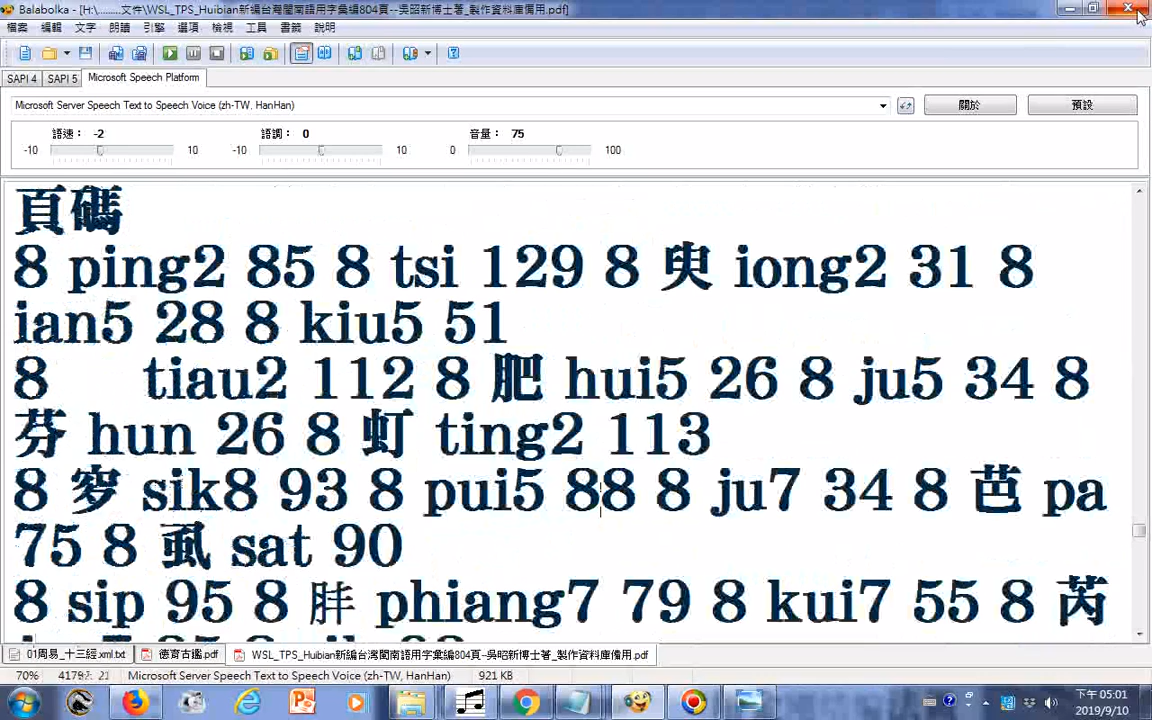 Balabolka - [H:\........文件\WSL_TPS_Huibian新編台灣閩南語用字彙編804頁--吳昭新博士著_製作資料庫備用.pdf]
檔案 編輯 文字 朗讀 引擎 選項 檢視 工具 書籤 說明
SAPI 4 SAPI 5 Microsoft Speech Platform
Microsoft Server Speech Text to Speech Voice (zh-TW, HanHan) 關於 預設
語速： -2 語調： 0 音量： 75
-10 10 -10 10 0 100
頁碼
8 ping2 85 8 tsi 129 8 臾 iong2 31 8
ian5 28 8 kiu5 51
8 tiau2 112 8 肥 hui5 26 8 ju5 34 8
芬 hun 26 8 虰 ting2 113
8 穸 sik8 93 8 pui5 88 8 ju7 34 8 芭 pa
75 8 虱 sat 90
8 sip 95 8 胖 phiang7 79 8 kui7 55 8 芮
01周易_十三經.xml.txt 德育古鑑.pdf WSL_TPS_Huibian新編台灣閩南語用字彙編804頁--吳昭新博士著_製作資料庫備用.pdf
70% Microsoft Server Speech Text to Speech Voice (zh-TW, HanHan) 921 KB
下午 05:01
2019/9/10